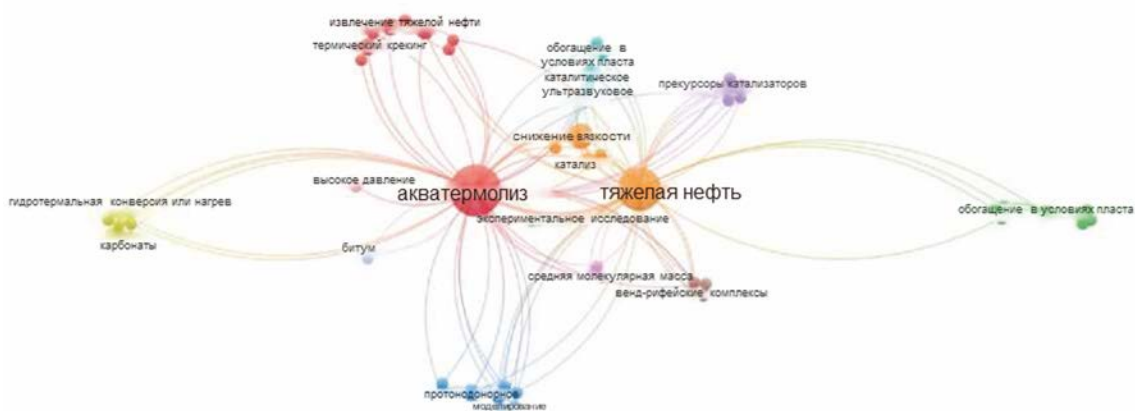 извлечение тяжелой нефти
термический крекинг
обогащение в
условиях пласта
каталитическое
ультразвуковое
прекурсоры катализаторов
снижение вязкости
катализ
высокое давление
акватермолиз
тяжелая нефть
гидротермальная конверсия или нагрев
экспериментальное исследование
обогащение в условиях пласта
карбонаты
битум
средняя молекулярная масса
венд-рифейские комплексы
протонодонорное
моделирование